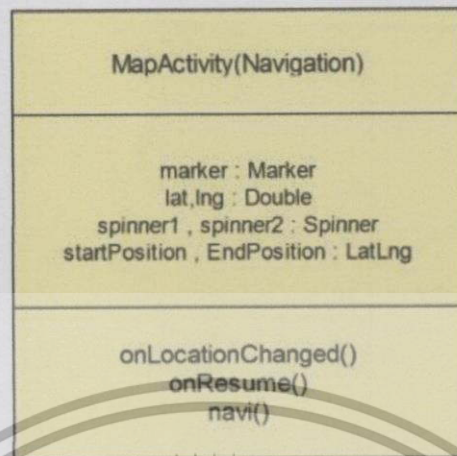 MapActivity(Navigation)
marker : Marker
lat,lng : Double
spinner1 , spinner2 : Spinner
startPosition , EndPosition : LatLng
onLocationChanged()
onResume()
navi()